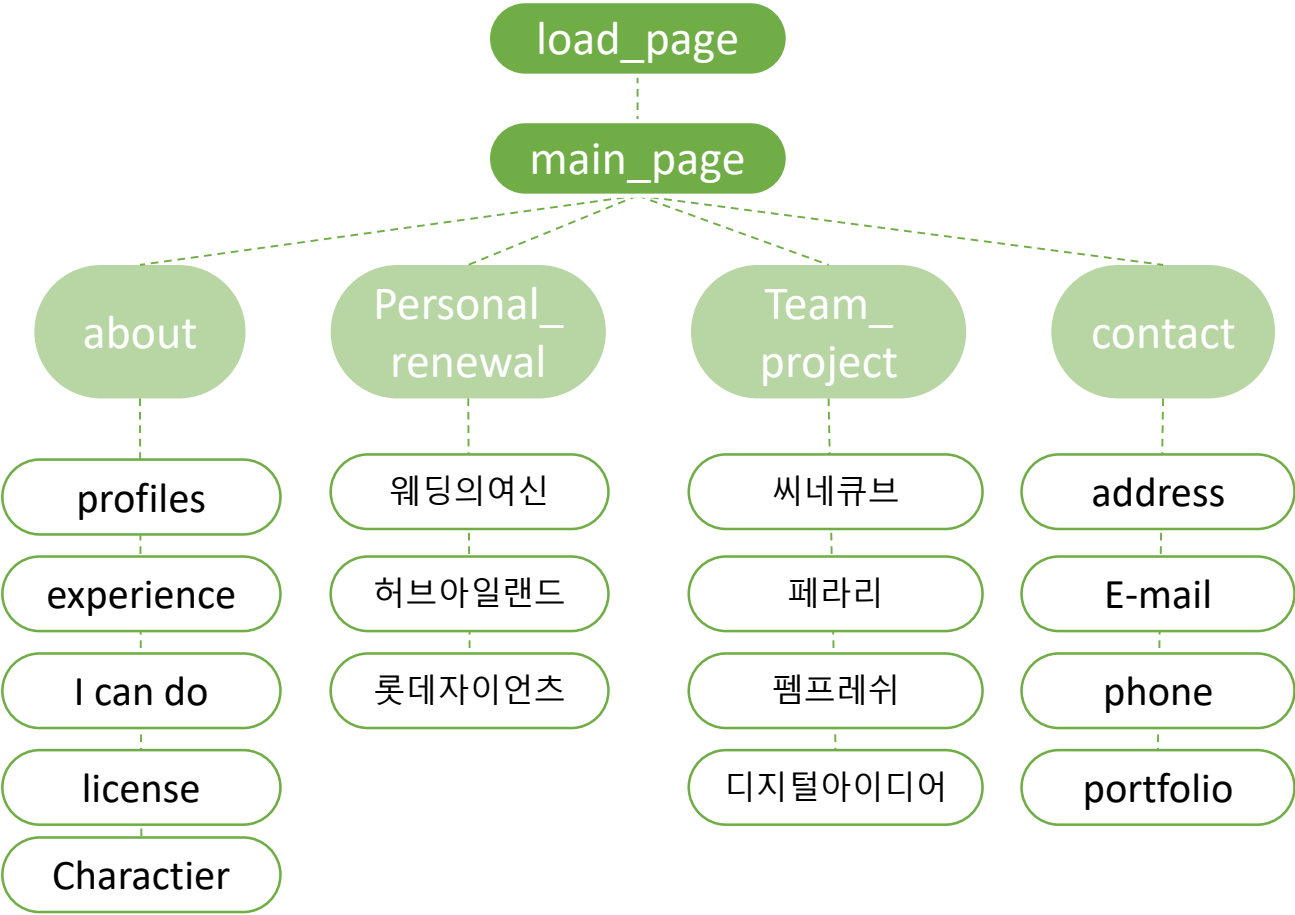 load_page
main_page
about
Personal_
renewal
Team_
project
contact
profiles
experience
I can do
license
Charactier
웨딩의여신
허브아일랜드
롯데자이언츠
씨네큐브
페라리
펨프레쉬
디지털아이디어
address
E-mail
phone
portfolio